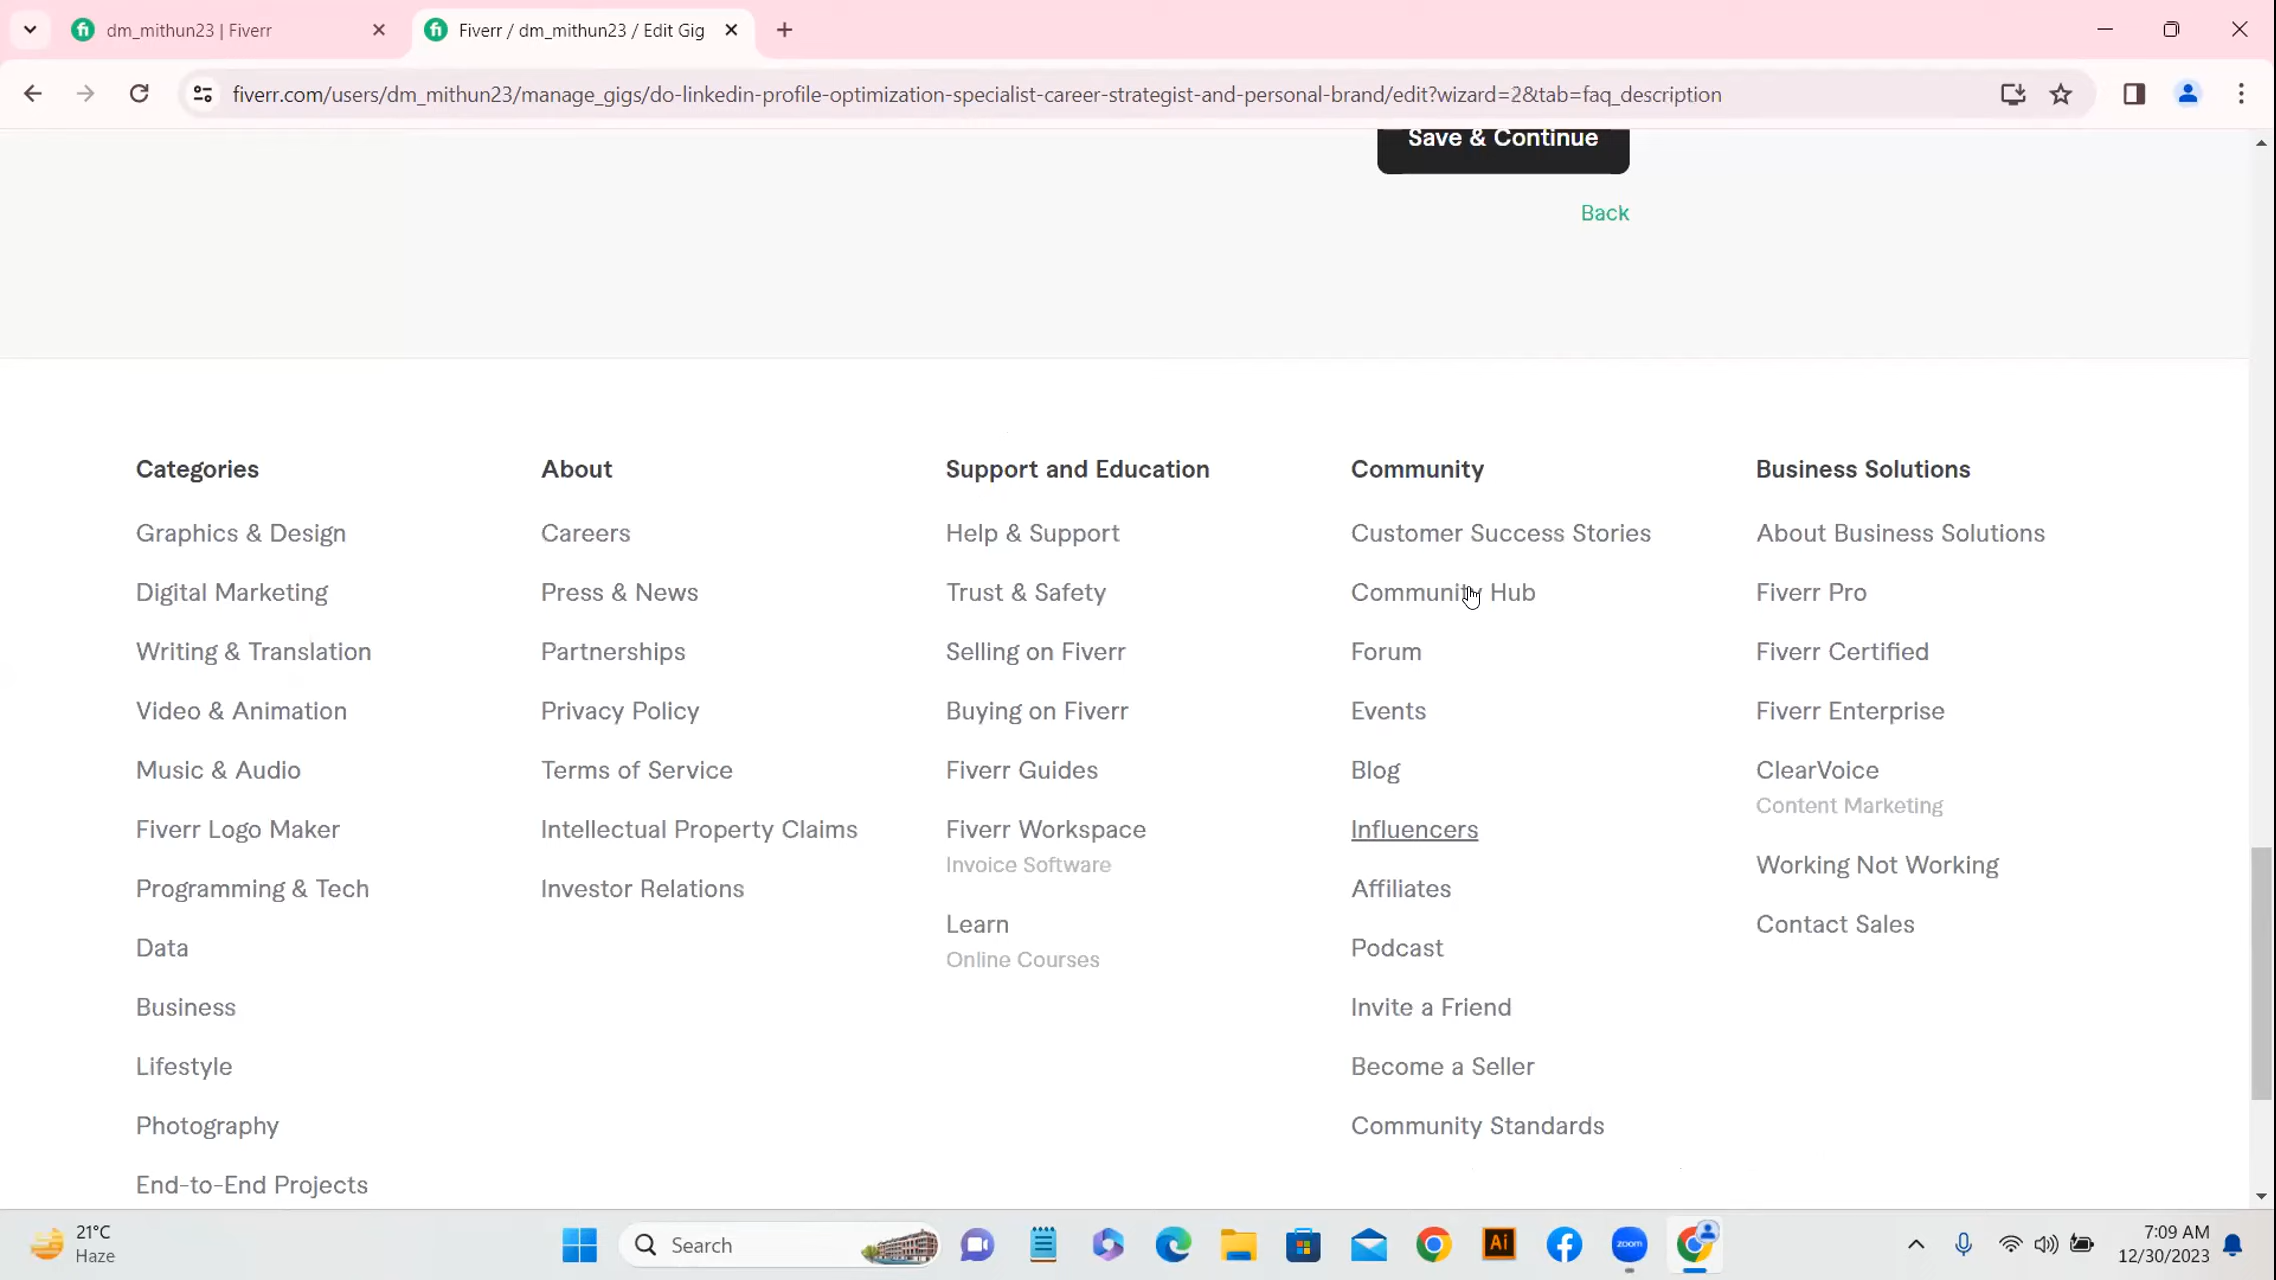 dm_mithun23 | Fiverr
Fiverr / dm_mithun23 / Edit Gig
fiverr.com/users/dm_mithun23/manage_gigs/do-linkedin-profile-optimization-specialist-career-strategist-and-personal-brand/edit?wizard=2&tab=faq_description
Save & Continue
Back
Categories
Graphics & Design
Digital Marketing
Writing & Translation
Video & Animation
Music & Audio
Fiverr Logo Maker
Programming & Tech
Data
Business
Lifestyle
Photography
End-to-End Projects
About
Careers
Press & News
Partnerships
Privacy Policy
Terms of Service
Intellectual Property Claims
Investor Relations
Support and Education
Help & Support
Trust & Safety
Selling on Fiverr
Buying on Fiverr
Fiverr Guides
Fiverr Workspace
Invoice Software
Learn
Online Courses
Community
Customer Success Stories
Community Hub
Forum
Events
Blog
Influencers
Affiliates
Podcast
Invite a Friend
Become a Seller
Community Standards
Business Solutions
About Business Solutions
Fiverr Pro
Fiverr Certified
Fiverr Enterprise
ClearVoice
Content Marketing
Working Not Working
Contact Sales
21°C
Haze
Search
Ai
zoom
7:09 AM
12/30/2023